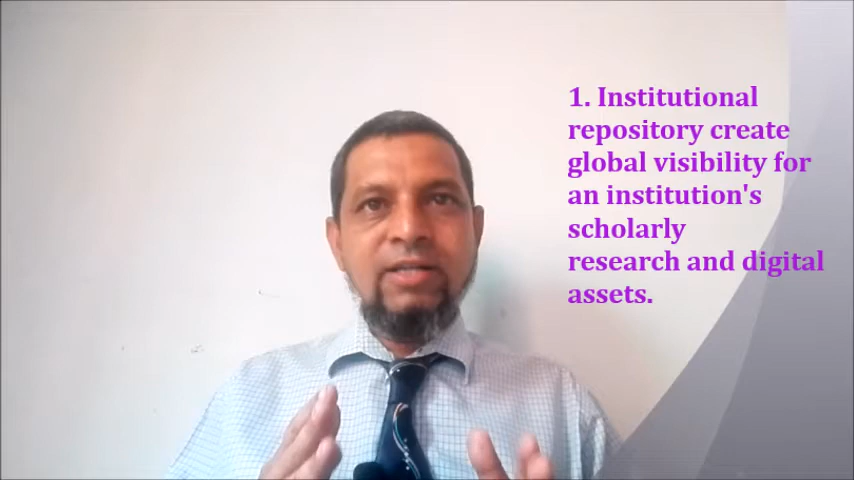 1. Institutional
repository create
global visibility for
an institution's
scholarly
research and digital
assets.